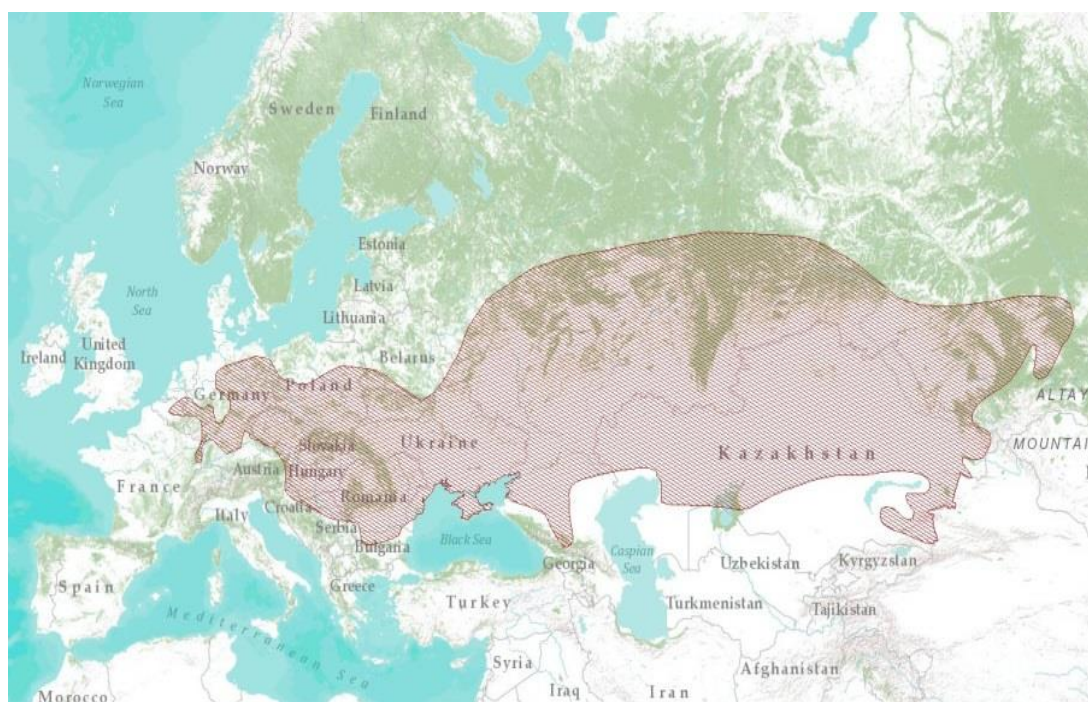 Norwegian
Sea
Sweden
Finland
Norway
Estonia
North
Sea
Latvia
Lithuania
Ireland
United
Kingdom
Belarus
Germany
Poland
Ukraine
Slovakia
Kazakhstan
ALTAY
MOUNTAI
Austria
Hungary
France
Romania
Croatia
Italy
Serbia
Black Sea
Bulgaria
Caspian
Sea
Georgia
Uzbekistan
Kyrgyzstan
Spain
Greece
Turkey
Turkmenistan
Tajikistan
Mediterranean Sea
Syria
Afghanistan
Morocco
Iraq
Iran